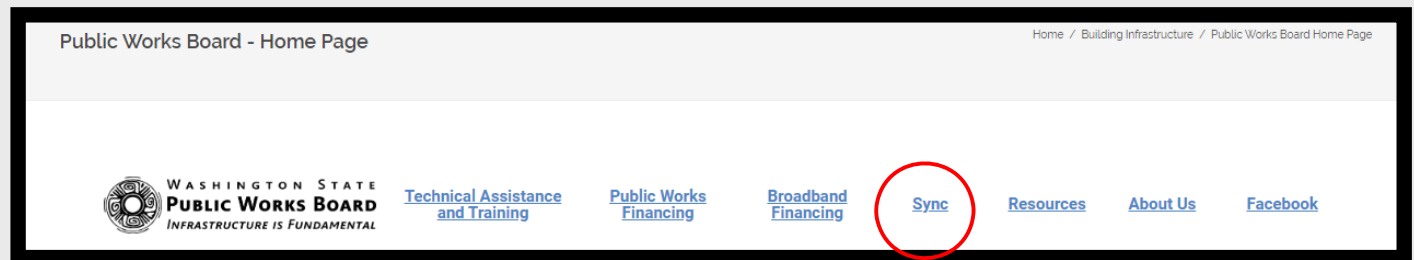 Public Works Board - Home Page
Home / Building Infrastructure / Public Works Board Home Page
WASHINGTON STATE
PUBLIC WORKS BOARD
INFRASTRUCTURE IS FUNDAMENTAL
Technical Assistance
and Training
Public Works
Financing
Broadband
Financing
Sync
Resources
About Us
Facebook